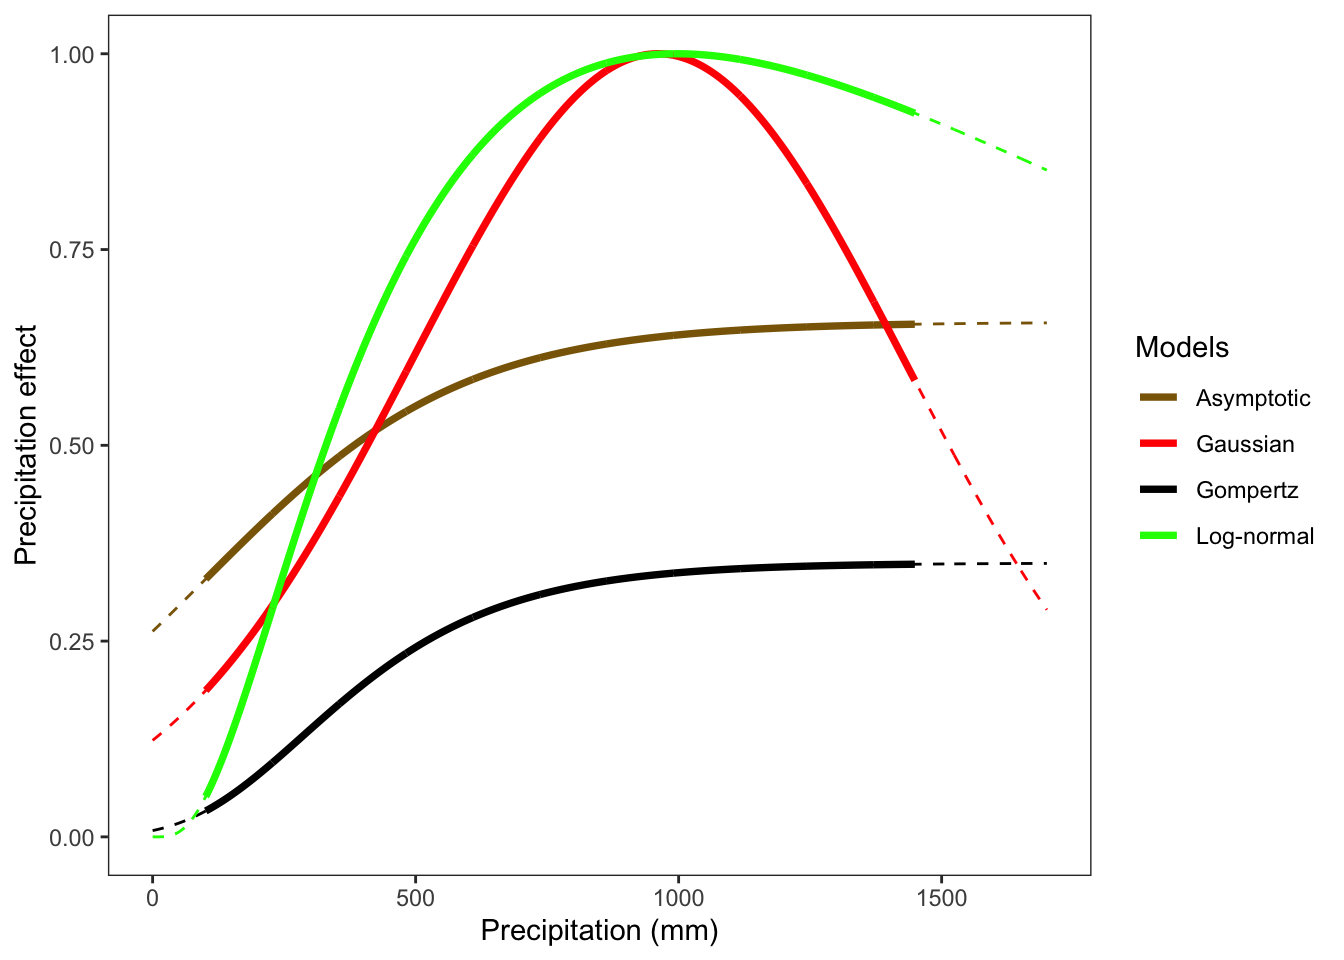 1.00
0.75
0.50
0.25
0.00
Precipitation effect
0
500
1000
1500
Precipitation (mm)
Models
Asymptotic
Gaussian
Gompertz
Log-normal